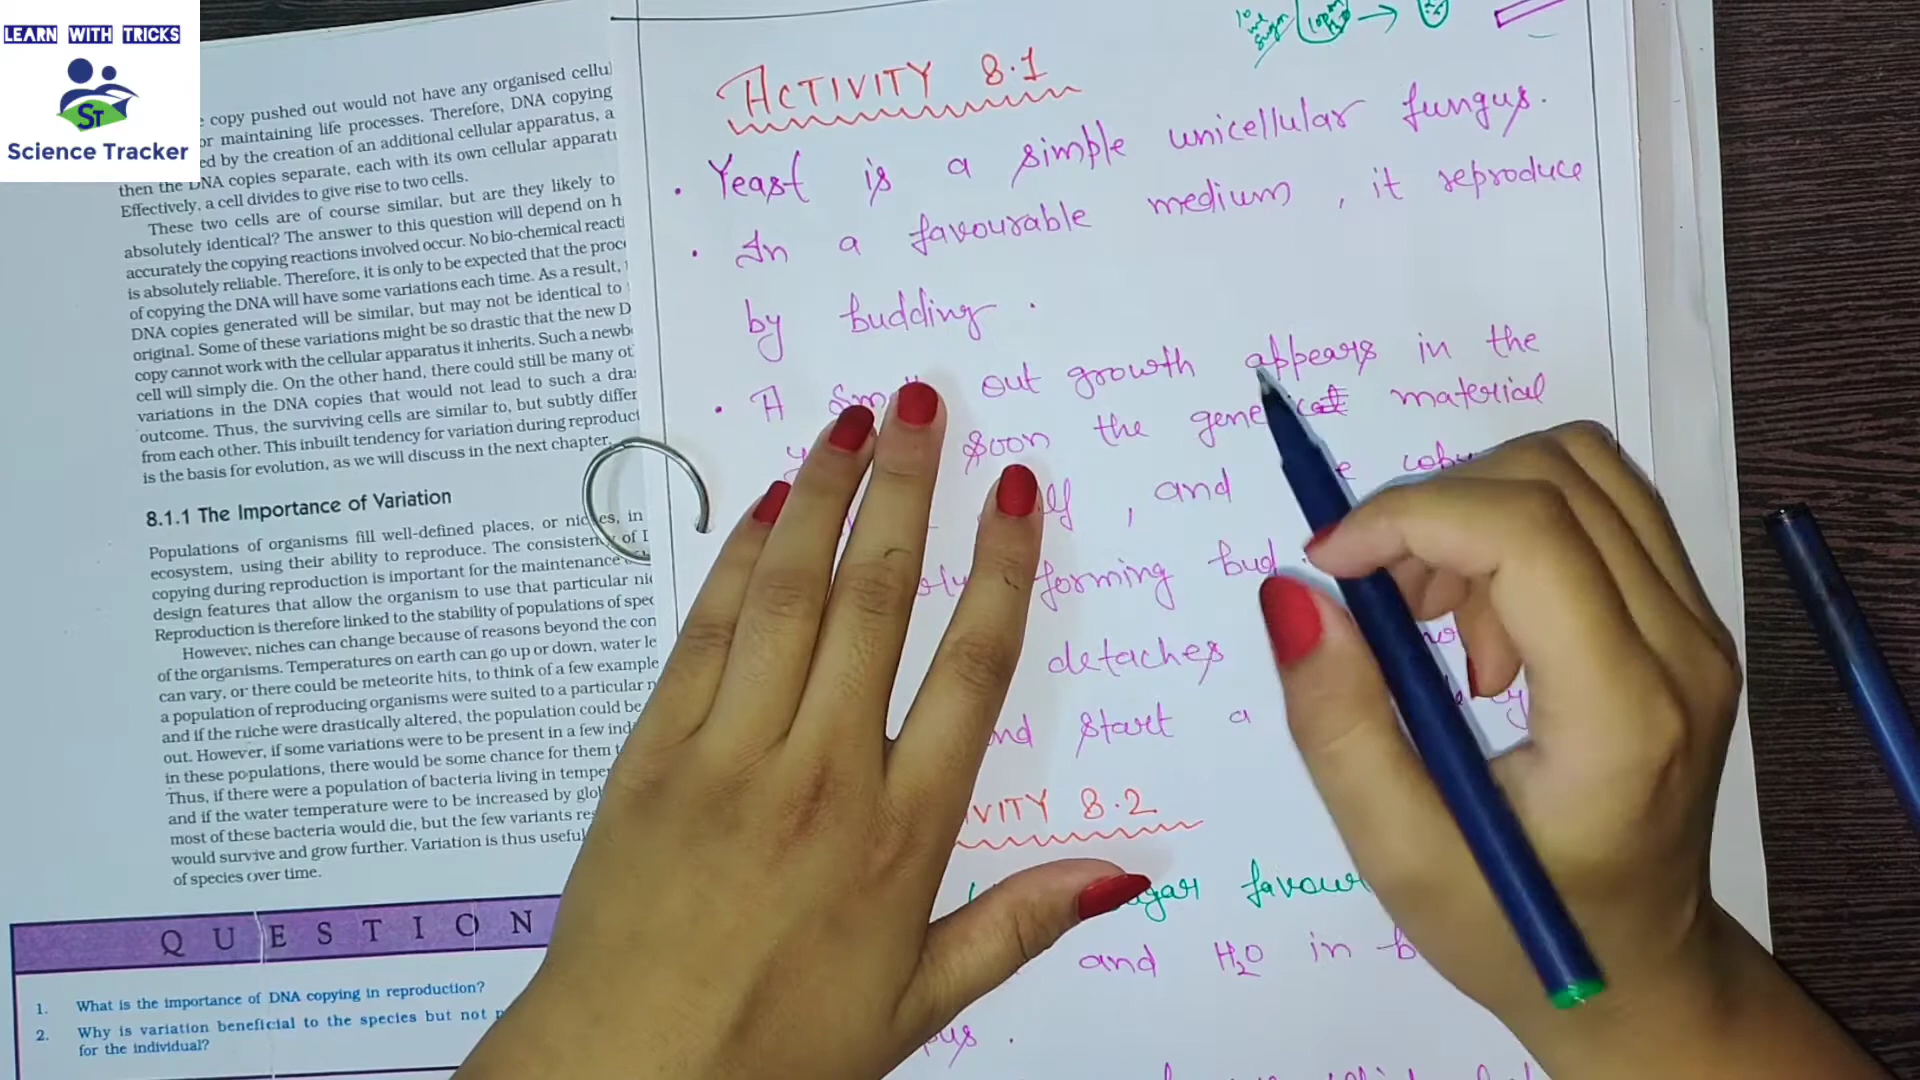 LEARN WITH TRICKS
ST
Science Tracker
copy pushed out would not have any organised cellul
or maintaining life processes. Therefore, DNA copying
ed by the creation of an additional cellular apparatus, a
then the DNA copies separate, each with its own cellular apparat
Effectively, a cell divides to give rise to two cells.
These two cells are of course similar, but are they likely to
absolutely identical? The answer to this question will depend on h
accurately the copying reactions involved occur. No bio-chemical react
is absolutely reliable. Therefore, it is only to be expected that the proc
of copying the DNA will have some variations each time. As a result,
DNA copies generated will be similar, but may not be identical to
original. Some of these variations might be so drastic that the new D
copy cannot work with the cellular apparatus it inherits. Such a newb
cell will simply die. On the other hand, there could still be many ot
variations in the DNA copies that would not lead to such a dra
outcome. Thus, the surviving cells are similar to, but subtly differ
from each other. This inbuilt tendency for variation during reproduct
is the basis for evolution, as we will discuss in the next chapter.
8.1.1 The Importance of Variation
Populations of organisms fill well-defined places, or niches, in
ecosystem, using their ability to reproduce. The consistency of
copying during reproduction is important for the maintenance
design features that allow the organism to use that particular ni
Reproduction is therefore linked to the stability of populations of spec
However, niches can change because of reasons beyond the con
of the organisms. Temperatures on earth can go up or down, water le
can vary, or there could be meteorite hits, to think of a few example
a population of reproducing organisms were suited to a particular n
and if the niche were drastically altered, the population could be
out. However, if some variations were to be present in a few ind
in these populations, there would be some chance for them t
Thus, if there were a population of bacteria living in temper
and if the water temperature were to be increased by glo
most of these bacteria would die, but the few variants res
would survive and grow further. Variation is thus useful
of species over time.
QUESTION
1. What is the importance of DNA copying in reproduction?
2. Why is variation beneficial to the species but not
for the individual?
ACTIVITY 8.1
• Yeast is a simple unicellular fungus.
• In a favourable medium, it reproduce
by budding.
• A out growth appears in the
soon the material
, and
forming bud.
detaches
start a
8.2
favour
and H2O in